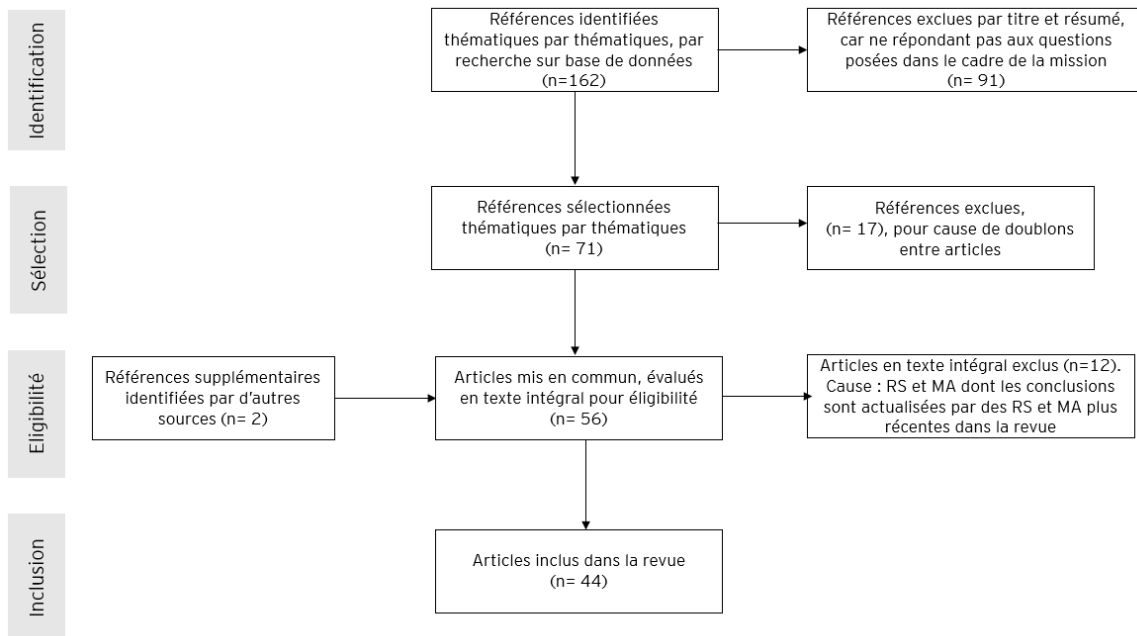 Identification
Références identifiées
thématiques par thématiques, par
recherche sur base de données
(n=162)
Références exclues par titre et résumé,
car ne répondant pas aux questions
posées dans le cadre de la mission
(n= 91)
Sélection
Références sélectionnées
thématiques par thématiques
(n= 71)
Références exclues,
(n= 17), pour cause de doublons
entre articles
Eligibilité
Références supplémentaires
identifiées par d'autres
sources (n= 2)
Articles mis en commun, évalués
en texte intégral pour éligibilité
(n= 56)
Articles en texte intégral exclus (n=12).
Cause : RS et MA dont les conclusions
sont actualisées par des RS et MA plus
récentes dans la revue
Inclusion
Articles inclus dans la revue
(n= 44)